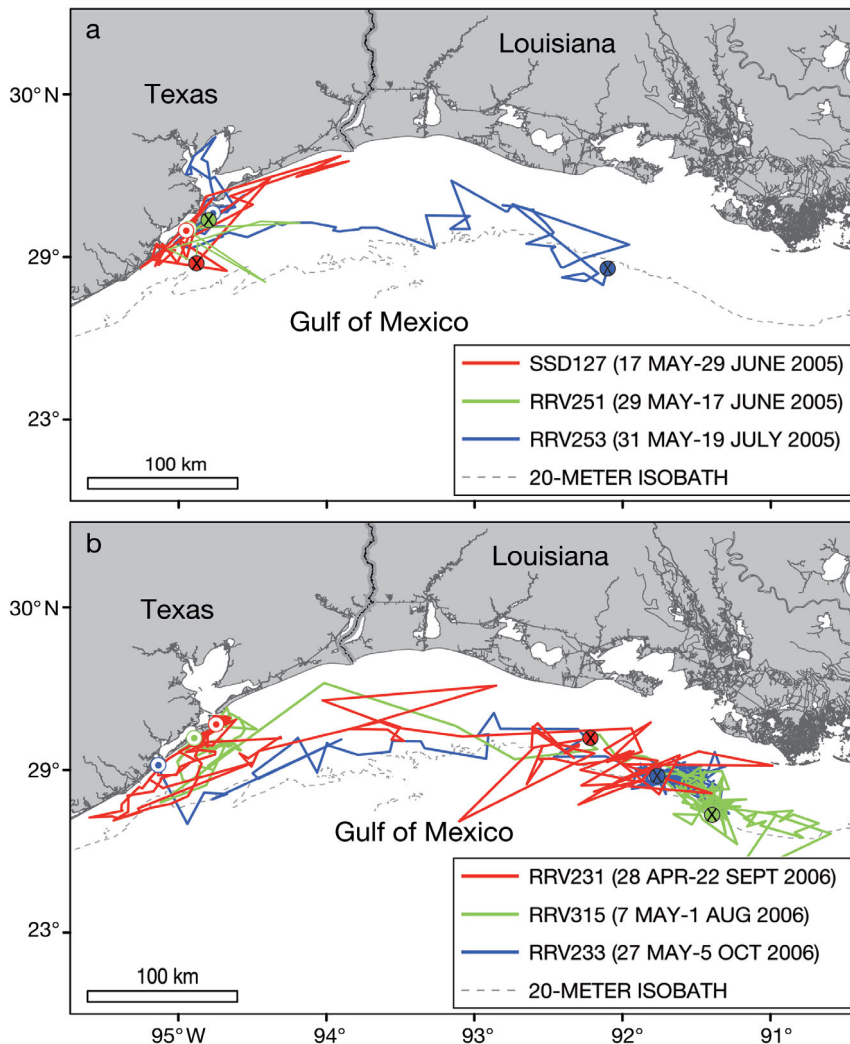 a
Louisiana
30°N
Texas
29°
Gulf of Mexico
SSD127 (17 MAY-29 JUNE 2005)
RRV251 (29 MAY-17 JUNE 2005)
23°
RRV253 (31 MAY-19 JULY 2005)
100 km
20-METER ISOBATH
b
Louisiana
30°N
Texas
29°
Gulf of Mexico
RRV231 (28 APR-22 SEPT 2006)
RRV315 (7 MAY-1 AUG 2006)
23°
RRV233 (27 MAY-5 OCT 2006)
100 km
20-METER ISOBATH
95°W 94° 93° 92° 91°